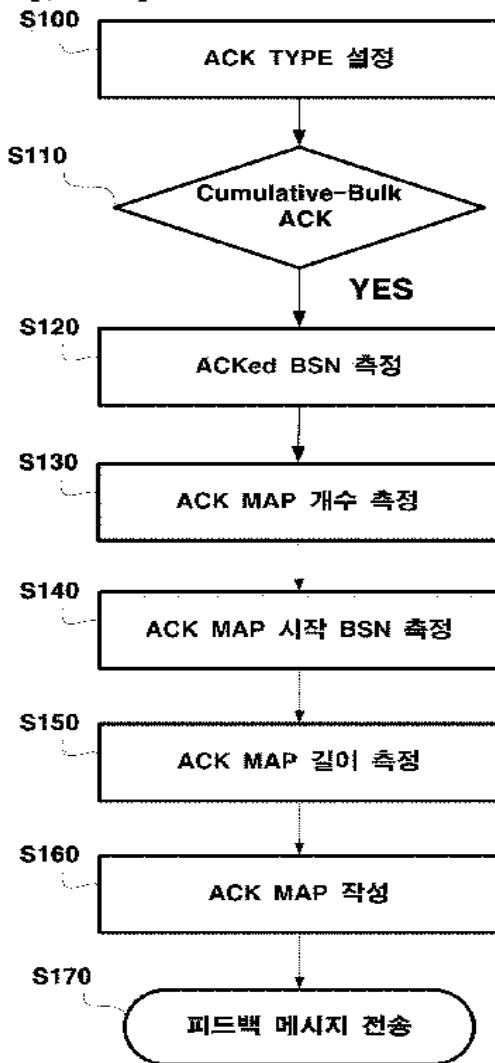 S100
ACK TYPE 설정
S110
Cumulative-Bulk
ACK
YES
S120
ACKed BSN 측정
S130
ACK MAP 개수 측정
S140
ACK MAP 시작 BSN 측정
S150
ACK MAP 길이 측정
S160
ACK MAP 작성
S170
피드백 메시지 전송